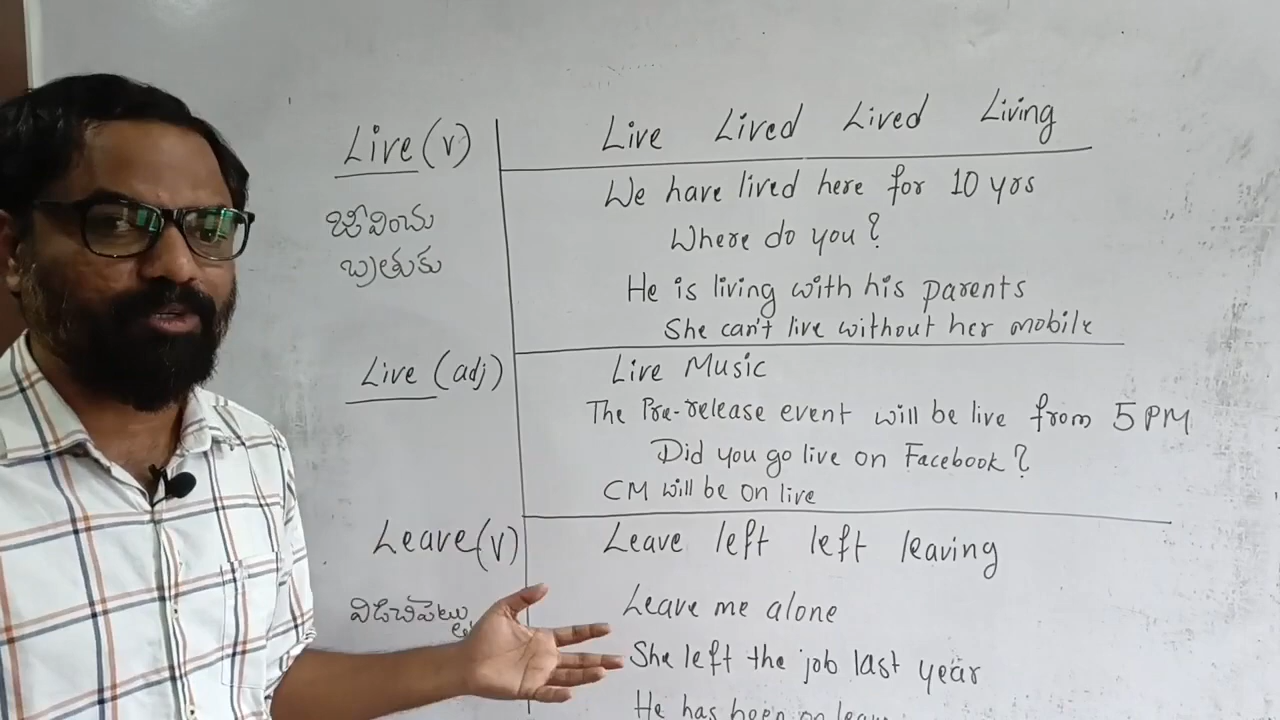 Live (v)
Live Lived Lived Living
జీవించు
బ్రతుకు
We have lived here for 10 yrs
Where do you?
He is living with his parents
She can't live without her mobile
Live (adj)
Live Music
The Pre-release event will be live from 5 PM
Did you go live on Facebook?
CM will be on live
Leave (V)
Leave left left leaving
విడిచిపెట్టు
Leave me alone
She left the job last year
He has been on leave